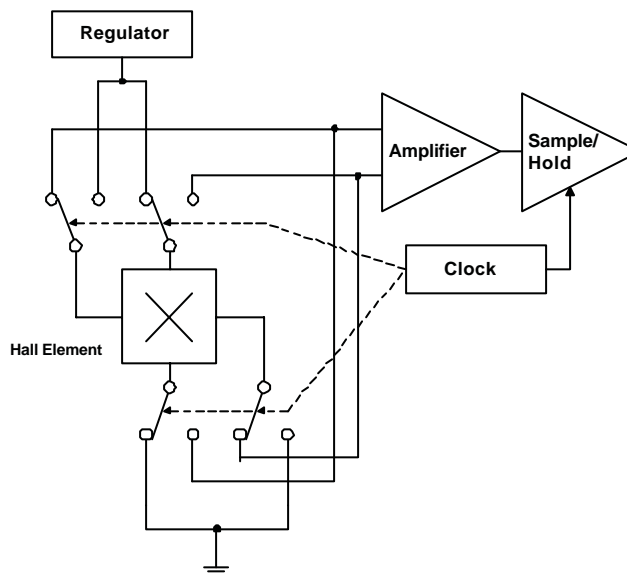 Regulator
Amplifier
Sample/
Hold
Clock
Hall Element